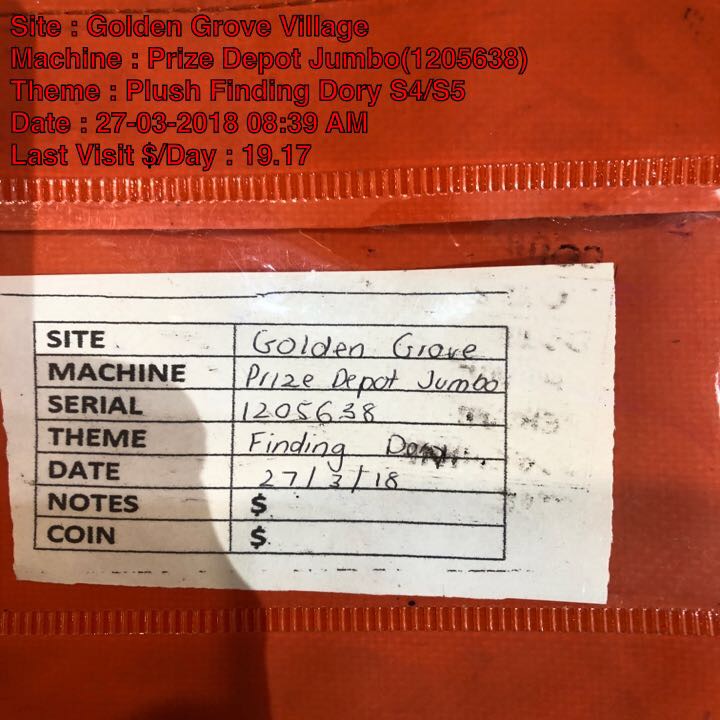 Site : Golden Grove Village
Machine : Prize Depot Jumbo(1205638)
Theme : Plush Finding Dory S4/S5
Date : 27-03-2018 08:39 AM
Last Visit $/Day : 19.17
SITE Golden Grove
MACHINE Prize Depot Jumbo
SERIAL 1205638
THEME Finding Dory
DATE 27/3/18
NOTES $
COIN $